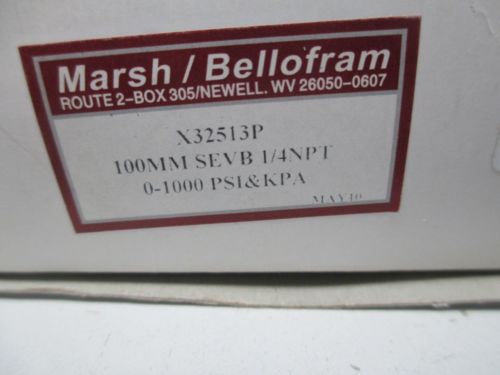 Marsh / Bellofram
ROUTE 2-BOX 305/NEWELL. WV 26050-0607
X32513P
100MM SEVB 1/4NPT
0-1000 PSI&KPA
MAY10